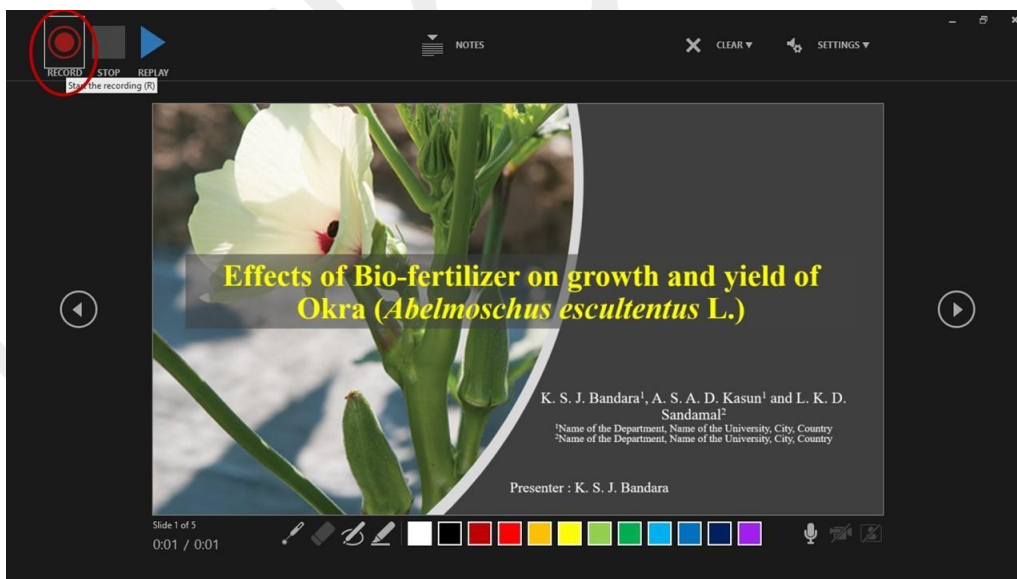 RECORD STOP REPLAY
Start the recording (R)
NOTES
CLEAR
SETTINGS
Effects of Bio-fertilizer on growth and yield of
Okra (Abelmoschus escultentus L.)
K. S. J. Bandara¹, A. S. A. D. Kasun¹ and L. K. D.
Sandamal²
¹Name of the Department, Name of the University, City, Country
²Name of the Department, Name of the University, City, Country
Presenter : K. S. J. Bandara
Slide 1 of 5
0:01 / 0:01